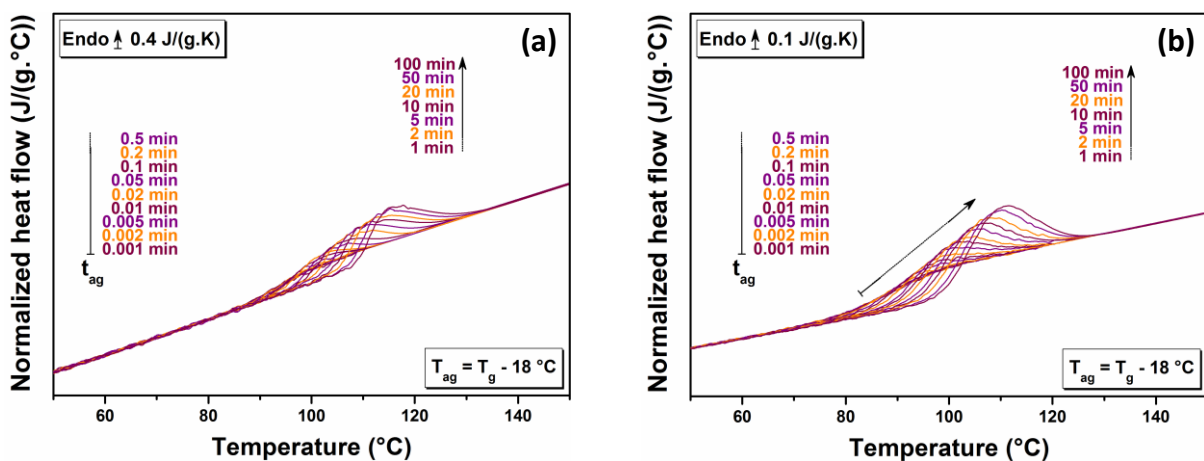 Endo ↥ 0.4 J/(g.K)
(a)
Normalized heat flow (J/(g.°C))
100 min
50 min
20 min
10 min
5 min
2 min
1 min
0.5 min
0.2 min
0.1 min
0.05 min
0.02 min
0.01 min
0.005 min
0.002 min
0.001 min
t_ag
T_ag = T_g - 18 °C
60 80 100 120 140
Temperature (°C)
Endo ↥ 0.1 J/(g.K)
(b)
Normalized heat flow (J/(g.°C))
100 min
50 min
20 min
10 min
5 min
2 min
1 min
0.5 min
0.2 min
0.1 min
0.05 min
0.02 min
0.01 min
0.005 min
0.002 min
0.001 min
t_ag
T_ag = T_g - 18 °C
60 80 100 120 140
Temperature (°C)